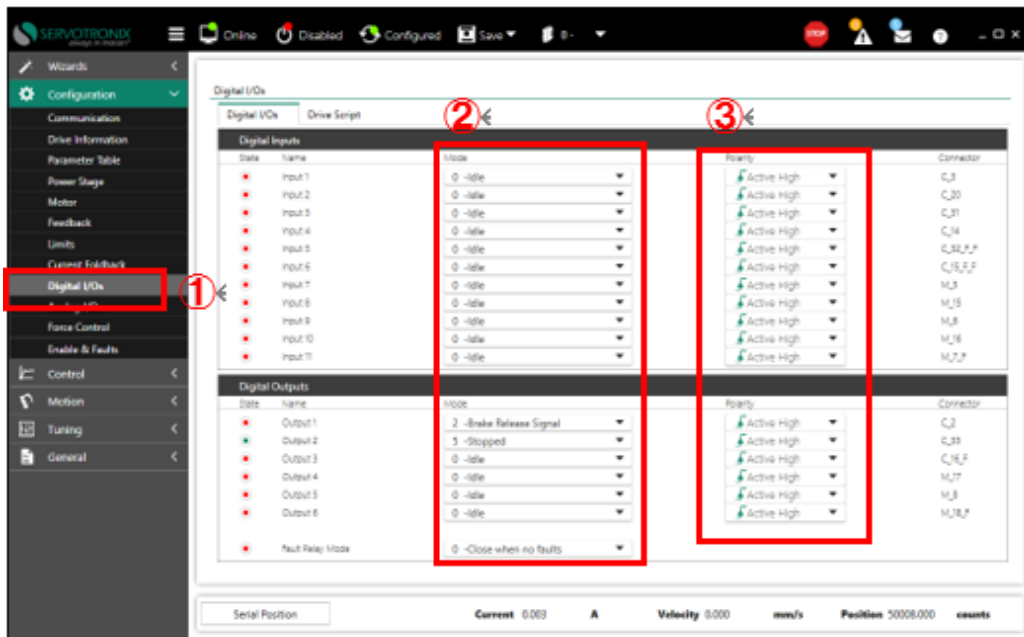 SERVOTRONIX
always in motion
Online Disabled Configured Save 0 - STOP ?
Wizards
Configuration
Communication
Drive Information
Parameter Table
Power Stage
Motor
Feedback
Limits
Current Foldback
Digital I/Os
Force Control
Enable & Faults
Control
Motion
Tuning
General
①
②
③
Digital I/Os
Digital I/Os Drive Script
Digital Inputs
State Name Mode Polarity Connector
Input 1 0 -Idle Active High C_3
Input 2 0 -Idle Active High C_20
Input 3 0 -Idle Active High C_31
Input 4 0 -Idle Active High C_14
Input 5 0 -Idle Active High C_32_F_F
Input 6 0 -Idle Active High C_15_F_F
Input 7 0 -Idle Active High M_3
Input 8 0 -Idle Active High M_15
Input 9 0 -Idle Active High
Input 10 0 -Idle Active High M_16
Input 11 0 -Idle Active High M_7_F
Digital Outputs
State Name Mode Polarity Connector
Output 1 2 -Brake Release Signal Active High C_2
Output 2 5 -Stopped Active High C_33
Output 3 0 -Idle Active High C_16_F
Output 4 0 -Idle Active High M_17
Output 5 0 -Idle Active High M_8
Output 6 0 -Idle Active High M_18_F
Fault Relay Mode 0 -Close when no faults
Serial Position Current 0.003 A Velocity 0.000 mm/s Position 50008.000 counts